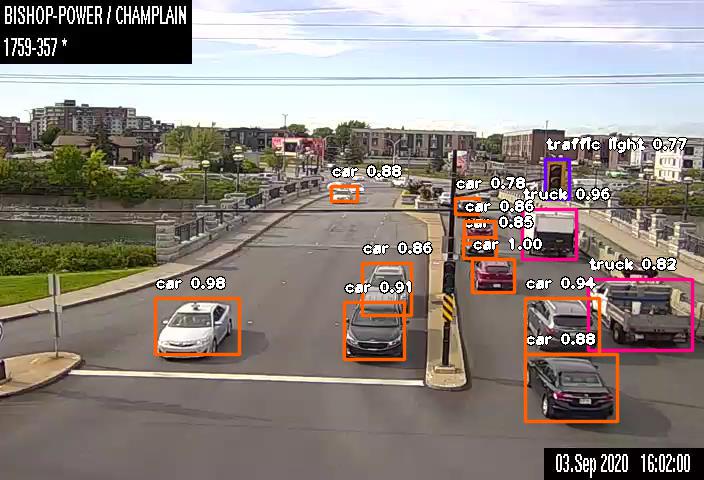 BISHOP-POWER / CHAMPLAIN
1759-357 *
traffic light 0.77
car 0.88
car 0.78
truck 0.96
car 0.86
car 0.85
car 0.86
car 1.00
truck 0.82
car 0.98
car 0.91
car 0.94
car 0.88
03.Sep 2020 16:02:00